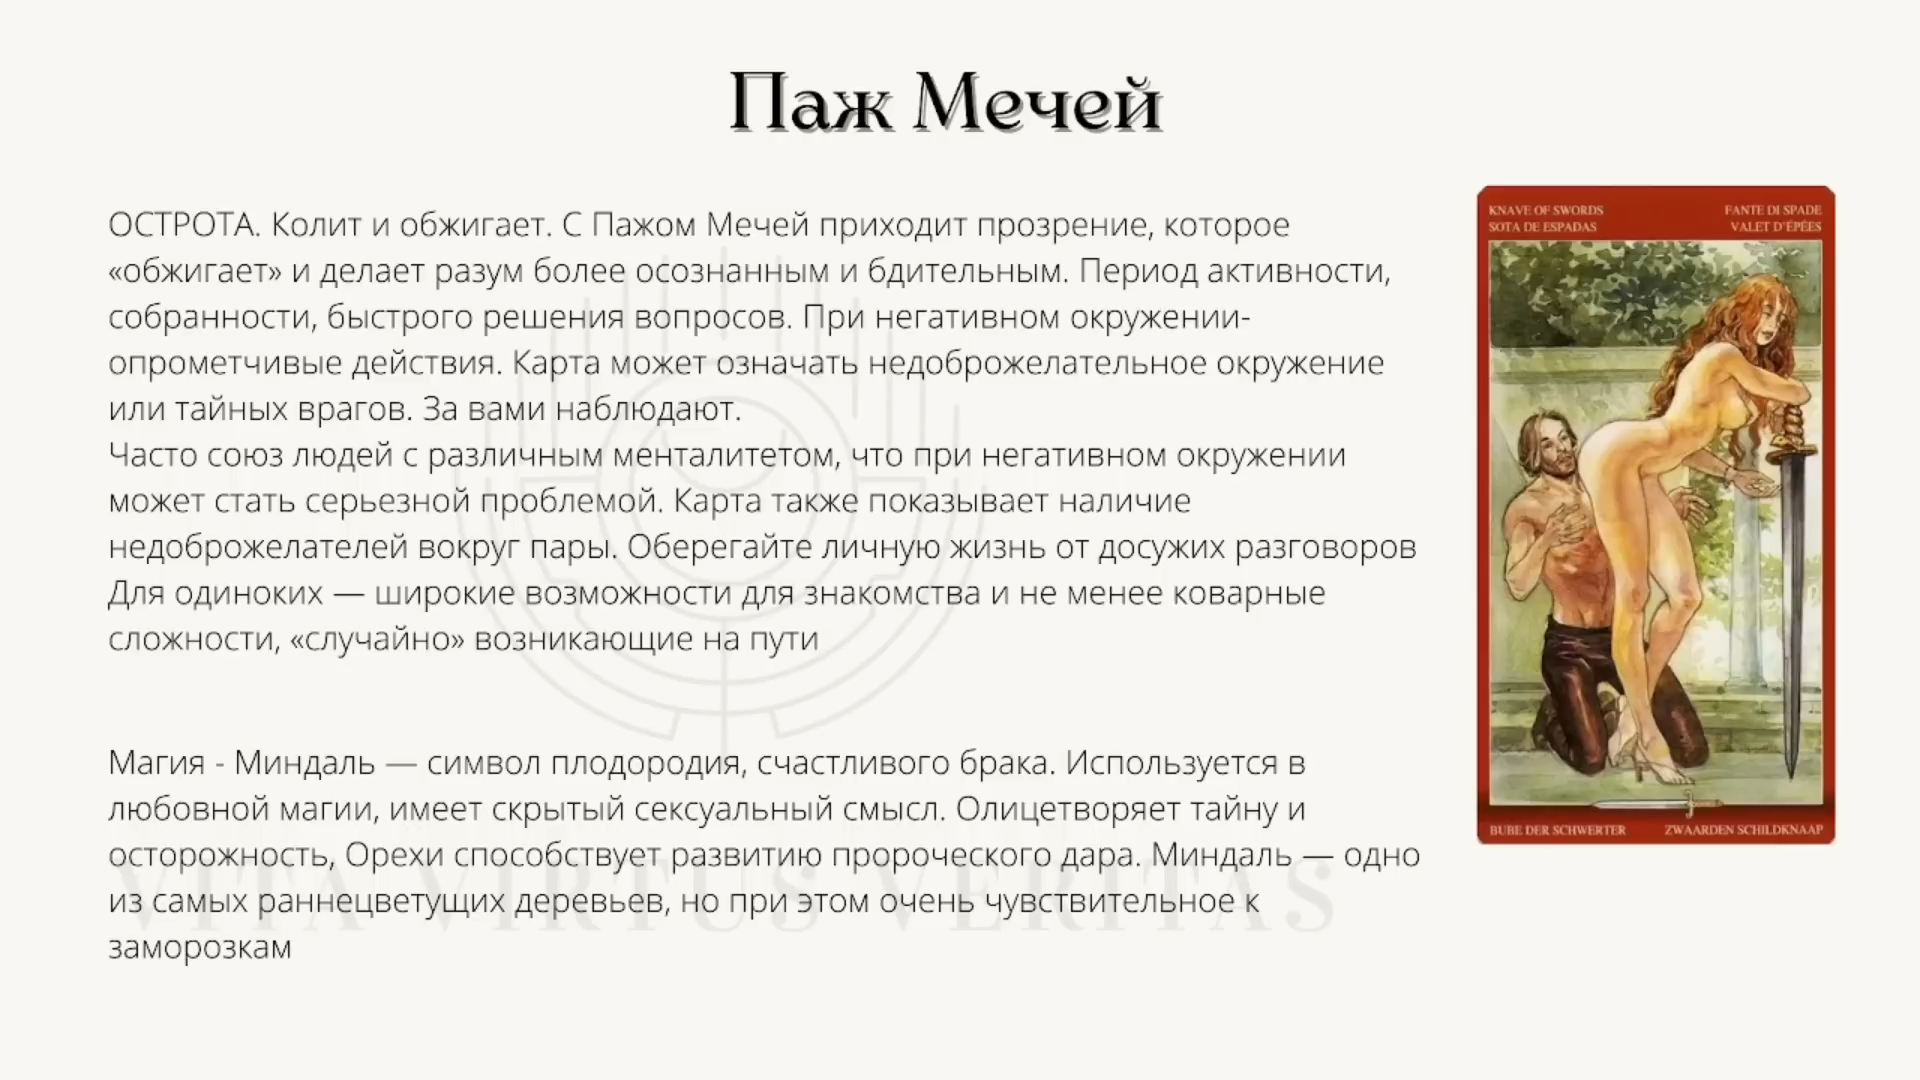 Паж Мечей
ОСТРОТА. Колит и обжигает. С Пажом Мечей приходит прозрение, которое
«обжигает» и делает разум более осознанным и бдительным. Период активности,
собранности, быстрого решения вопросов. При негативном окружении-
опрометчивые действия. Карта может означать недоброжелательное окружение
или тайных врагов. За вами наблюдают.
Часто союз людей с различным менталитетом, что при негативном окружении
может стать серьезной проблемой. Карта также показывает наличие
недоброжелателей вокруг пары. Оберегайте личную жизнь от досужих разговоров
Для одиноких — широкие возможности для знакомства и не менее коварные
сложности, «случайно» возникающие на пути
Магия - Миндаль — символ плодородия, счастливого брака. Используется в
любовной магии, имеет скрытый сексуальный смысл. Олицетворяет тайну и
осторожность, Орехи способствует развитию пророческого дара. Миндаль — одно
из самых раннецветущих деревьев, но при этом очень чувствительное к
заморозкам
VITA VIRTUS VERITAS
KNAVE OF SWORDS FANTE DI SPADE
SOTA DE ESPADAS VALET D'ÉPÉES
BUBE DER SCHWERTER ZWAARDEN SCHILDKNAAP